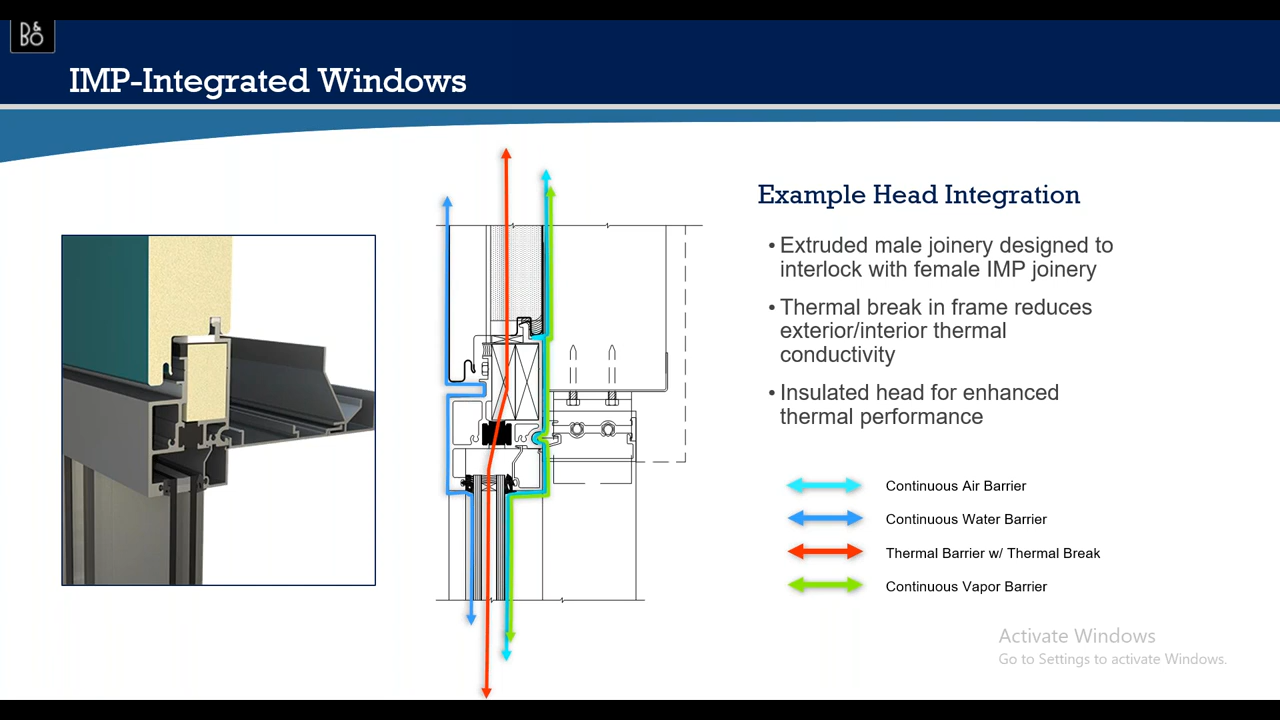 B&
BO
IMP-Integrated Windows
Example Head Integration
• Extruded male joinery designed to
interlock with female IMP joinery
• Thermal break in frame reduces
exterior/interior thermal
conductivity
• Insulated head for enhanced
thermal performance
Continuous Air Barrier
Continuous Water Barrier
Thermal Barrier w/ Thermal Break
Continuous Vapor Barrier
Activate Windows
Go to Settings to activate Windows.